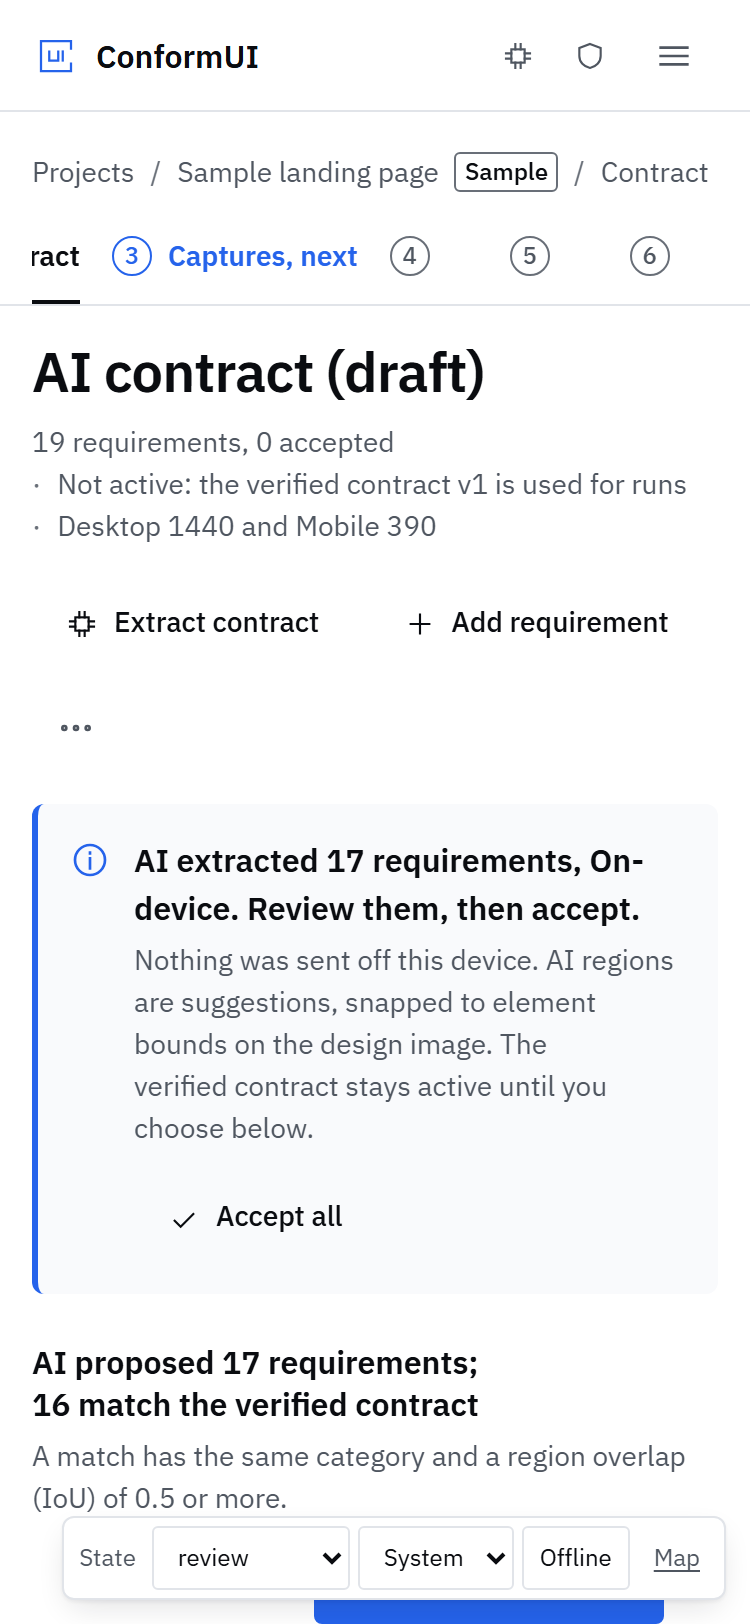 ConformUI
Projects / Sample landing page Sample / Contract
ract 3 Captures, next 4 5 6
AI contract (draft)
19 requirements, 0 accepted
· Not active: the verified contract v1 is used for runs
· Desktop 1440 and Mobile 390
Extract contract
Add requirement
AI extracted 17 requirements, On-
device. Review them, then accept.
Nothing was sent off this device. AI regions
are suggestions, snapped to element
bounds on the design image. The
verified contract stays active until you
choose below.
Accept all
AI proposed 17 requirements;
16 match the verified contract
A match has the same category and a region overlap
(IoU) of 0.5 or more.
State review System Offline Map